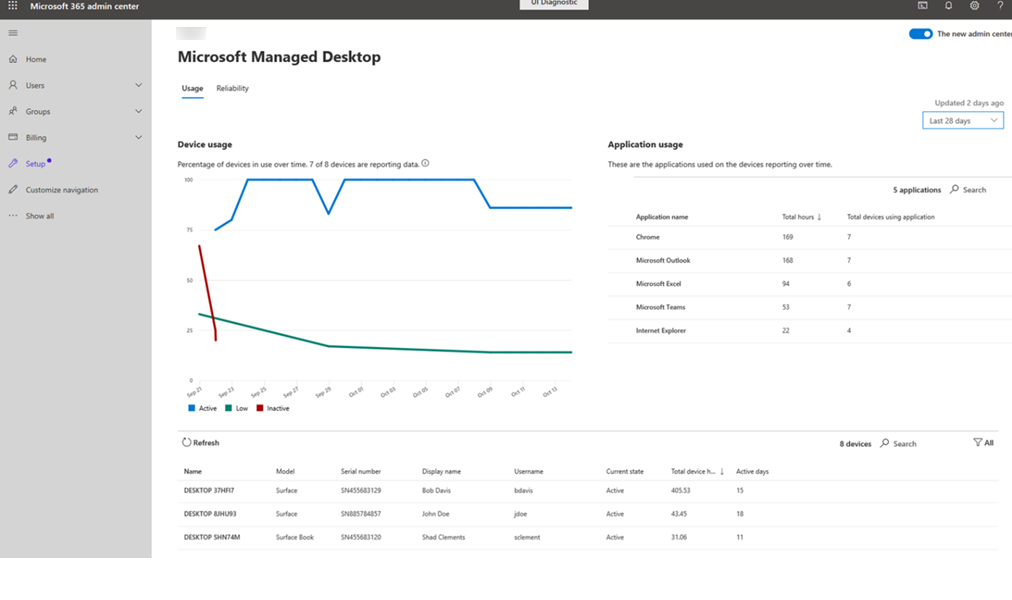 Microsoft 365 admin center
UI Diagnostic
?
Home
Users
Groups
Billing
Setup
Customize navigation
Show all
The new admin center
Microsoft Managed Desktop
Usage Reliability
Updated 2 days ago
Last 28 days
Device usage
Percentage of devices in use over time. 7 of 8 devices are reporting data.
100
75
50
25
0
Sep 21 Sep 23 Sep 25 Sep 27 Sep 29 Oct 01 Oct 03 Oct 05 Oct 07 Oct 09 Oct 11 Oct 13
Active Low Inactive
Application usage
These are the applications used on the devices reporting over time.
5 applications Search
Application name Total hours ↓ Total devices using application
Chrome 169 7
Microsoft Outlook 168 7
Microsoft Excel 94 6
Microsoft Teams 53 7
Internet Explorer 22 4
Refresh 8 devices Search All
Name Model Serial number Display name Username Current state Total device h... ↓ Active days
DESKTOP 37HFI7 Surface SN455683129 Bob Davis bdavis Active 405.53 15
DESKTOP 8JHU93 Surface SN885784857 John Doe jdoe Active 43.45 18
DESKTOP SHN74M Surface Book SN455683120 Shad Clements sclement Active 31.06 11